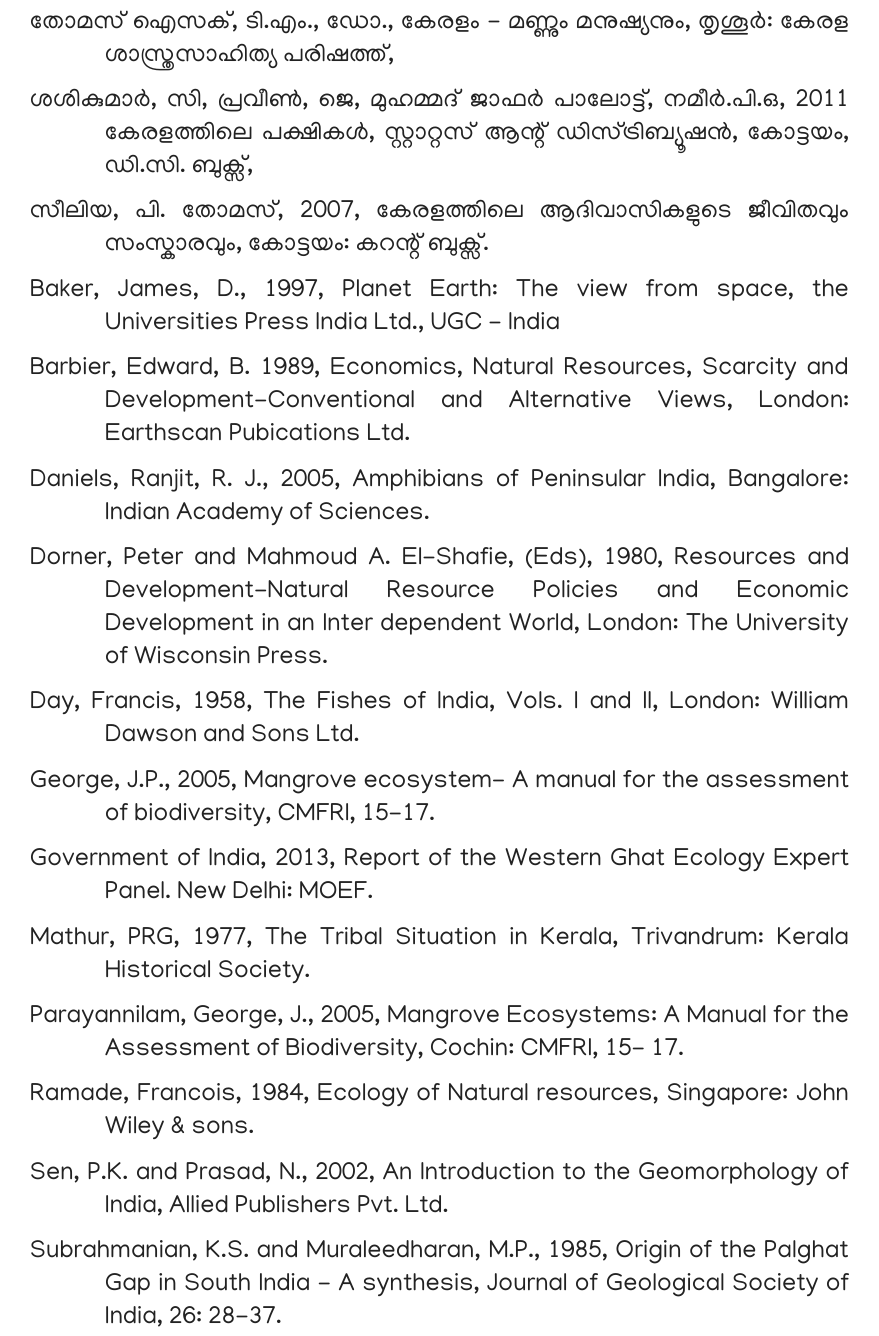 തോമസ് ഐസക്, ടി.എം., ഡോ., കേരളം – മണ്ണും മനുഷ്യനും, തൃശൂർ: കേരള
ശാസ്ത്രസാഹിത്യ പരിഷത്ത്,
ശശികുമാർ, സി, പ്രവീൺ, ജെ, മുഹമ്മദ് ജാഫർ പാലോട്ട്, നമീർ.പി.ഒ, 2011
കേരളത്തിലെ പക്ഷികൾ, സ്റ്റാറ്റസ് ആന്റ് ഡിസ്ട്രിബ്യൂഷൻ, കോട്ടയം,
ഡി.സി. ബുക്സ്,
സീലിയ, പി. തോമസ്, 2007, കേരളത്തിലെ ആദിവാസികളുടെ ജീവിതവും
സംസ്കാരവും, കോട്ടയം: കറന്റ് ബുക്സ്.
Baker, James, D., 1997, Planet Earth: The view from space, the
Universities Press India Ltd., UGC – India
Barbier, Edward, B. 1989, Economics, Natural Resources, Scarcity and
Development–Conventional and Alternative Views, London:
Earthscan Pubications Ltd.
Daniels, Ranjit, R. J., 2005, Amphibians of Peninsular India, Bangalore:
Indian Academy of Sciences.
Dorner, Peter and Mahmoud A. El–Shafie, (Eds), 1980, Resources and
Development–Natural Resource Policies and Economic
Development in an Inter dependent World, London: The University
of Wisconsin Press.
Day, Francis, 1958, The Fishes of India, Vols. I and II, London: William
Dawson and Sons Ltd.
George, J.P., 2005, Mangrove ecosystem– A manual for the assessment
of biodiversity, CMFRI, 15–17.
Government of India, 2013, Report of the Western Ghat Ecology Expert
Panel. New Delhi: MOEF.
Mathur, PRG, 1977, The Tribal Situation in Kerala, Trivandrum: Kerala
Historical Society.
Parayannilam, George, J., 2005, Mangrove Ecosystems: A Manual for the
Assessment of Biodiversity, Cochin: CMFRI, 15– 17.
Ramade, Francois, 1984, Ecology of Natural resources, Singapore: John
Wiley & sons.
Sen, P.K. and Prasad, N., 2002, An Introduction to the Geomorphology of
India, Allied Publishers Pvt. Ltd.
Subrahmanian, K.S. and Muraleedharan, M.P., 1985, Origin of the Palghat
Gap in South India – A synthesis, Journal of Geological Society of
India, 26: 28–37.